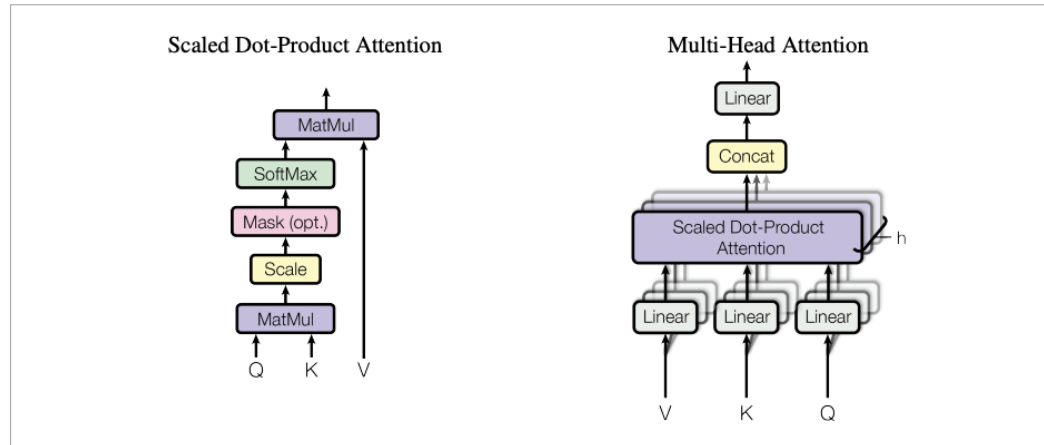 Scaled Dot-Product Attention
MatMul
SoftMax
Mask (opt.)
Scale
MatMul
Q K V
Multi-Head Attention
Linear
Concat
Scaled Dot-Product
Attention
h
Linear Linear Linear
V K Q